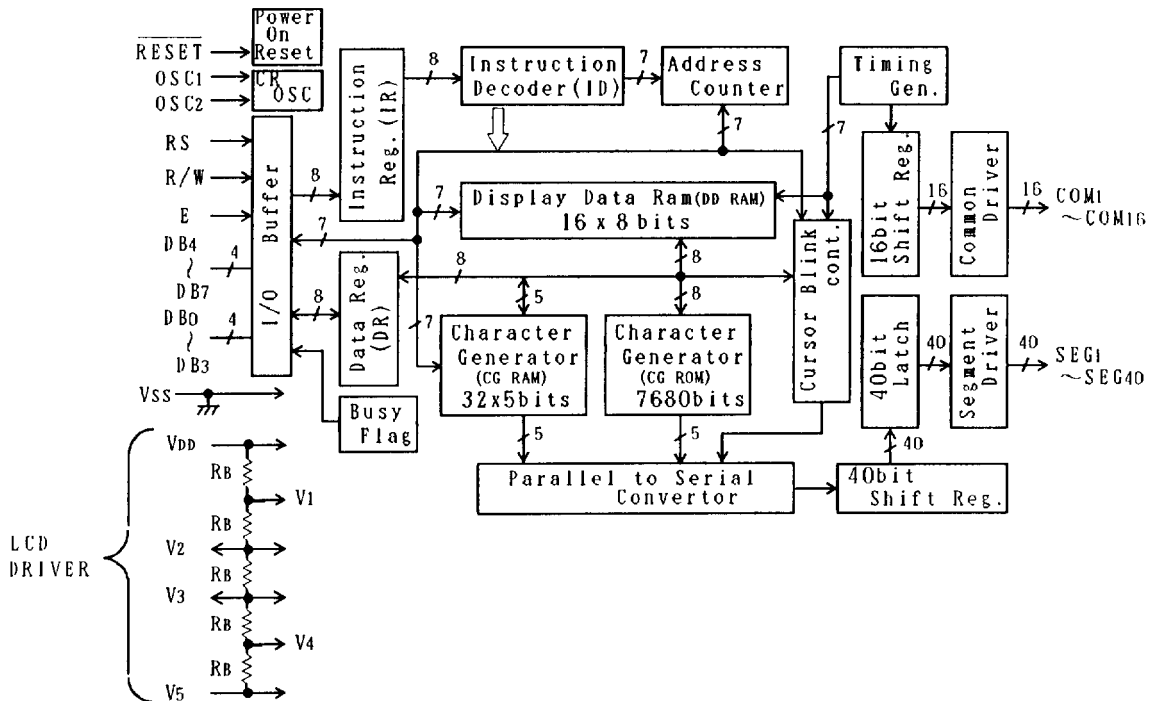 Power
On
Reset
RESET
OSC1
OSC2
CR
OSC
RS
R/W
E
DB4
~
DB7
DB0
~
DB3
4
4
I/O Buffer
8
7
8
Instruction
Reg. (IR)
8
Instruction
Decoder(ID)
7
Address
Counter
7
Timing
Gen.
7
7
Display Data Ram(DD RAM)
16 x 8 bits
8
8
8
5
7
Data Reg.
(DR)
Busy
Flag
Character
Generator
(CG RAM)
32x5bits
5
Character
Generator
(CG ROM)
7680bits
5
Cursor Blink
cont.
16bit
Shift Reg.
16
Common
Driver
16
COM1
~COM16
40bit
Latch
40
Segment
Driver
40
SEG1
~SEG40
40
Parallel to Serial
Convertor
40bit
Shift Reg.
VSS
LCD
DRIVER
VDD
RB
V1
RB
V2
RB
V3
RB
V4
RB
V5